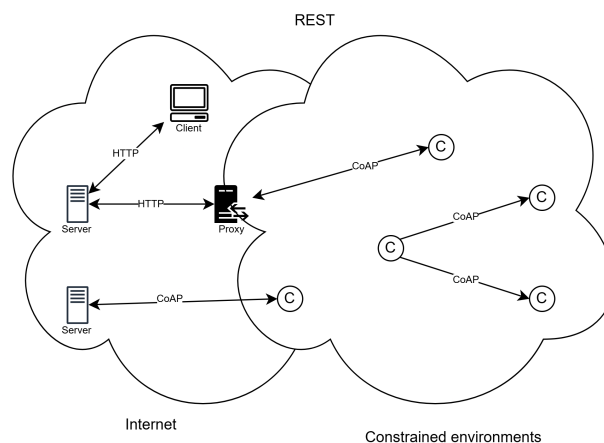 REST
Client
HTTP
C
CoAP
HTTP
Server
Proxy
C
CoAP
C
CoAP
CoAP
C
C
Server
Internet
Constrained environments